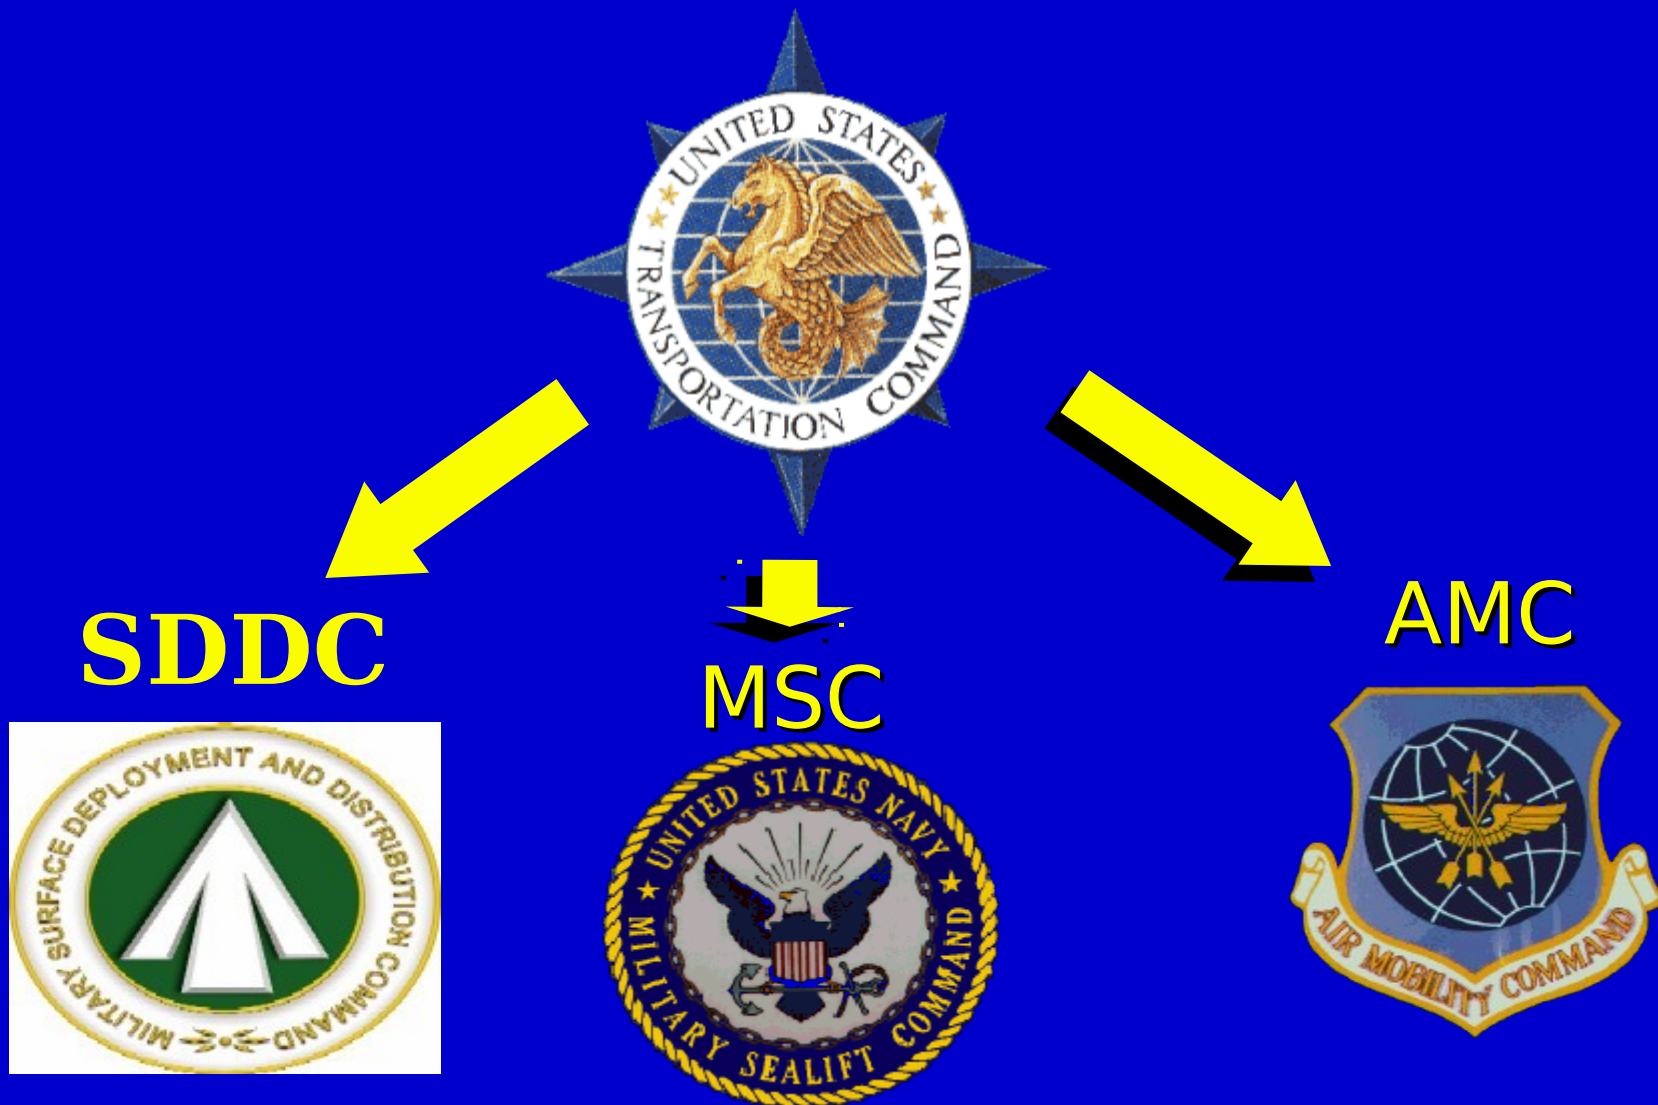 UNITED STATES
TRANSPORTATION COMMAND
SDDC
MSC
AMC
MILITARY SURFACE DEPLOYMENT AND DISTRIBUTION COMMAND
UNITED STATES NAVY
MILITARY SEALIFT COMMAND
AIR MOBILITY COMMAND